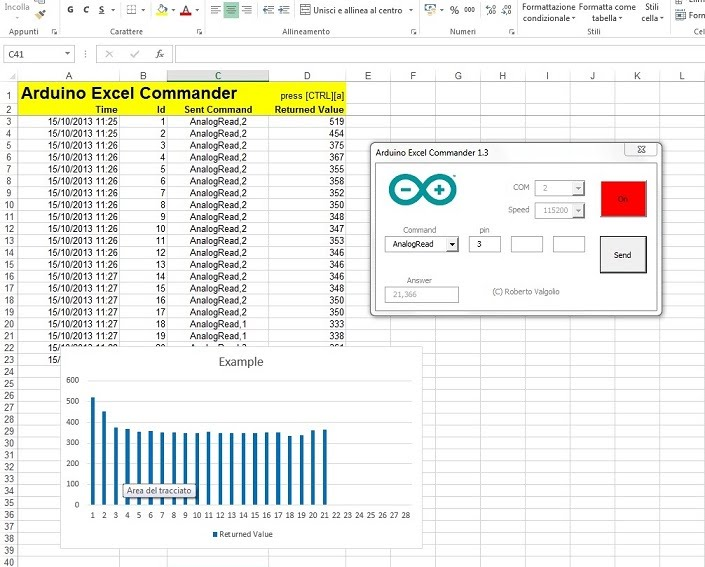 Incolla
G C S
A
Unisci e allinea al centro
% 000
Formattazione Formatta come Stili
condizionale tabella cella
Appunti Carattere Allineamento Numeri Stili
C41 fx
A B C D E F G H I J K L
1 Arduino Excel Commander press [CTRL][a]
2 Time Id Sent Command Returned Value
3 15/10/2013 11:25 1 AnalogRead,2 519
4 15/10/2013 11:25 2 AnalogRead,2 454
5 15/10/2013 11:26 3 AnalogRead,2 375
6 15/10/2013 11:26 4 AnalogRead,2 367
7 15/10/2013 11:26 5 AnalogRead,2 355
8 15/10/2013 11:26 6 AnalogRead,2 358
9 15/10/2013 11:26 7 AnalogRead,2 352
10 15/10/2013 11:26 8 AnalogRead,2 350
11 15/10/2013 11:26 9 AnalogRead,2 348
12 15/10/2013 11:26 10 AnalogRead,2 347
13 15/10/2013 11:26 11 AnalogRead,2 353
14 15/10/2013 11:26 12 AnalogRead,2 346
15 15/10/2013 11:26 13 AnalogRead,2 346
16 15/10/2013 11:27 14 AnalogRead,2 346
17 15/10/2013 11:27 15 AnalogRead,2 348
18 15/10/2013 11:27 16 AnalogRead,2 350
19 15/10/2013 11:27 17 AnalogRead,2 350
20 15/10/2013 11:27 18 AnalogRead,1 333
21 15/10/2013 11:27 19 AnalogRead,1 338
22
23 15/
24
25
26
27
28
29
30
31
32
33
34
35
36
37
38
39
40
Arduino Excel Commander 1.3
COM 2
On
Speed 115200
Command pin
AnalogRead 3
Send
Answer
21,366
(C) Roberto Valgolio
Example
600
500
400
300
200
100
0
Area del tracciato
1 2 3 4 5 6 7 8 9 10 11 12 13 14 15 16 17 18 19 20 21 22 23 24 25 26 27 28
Returned Value